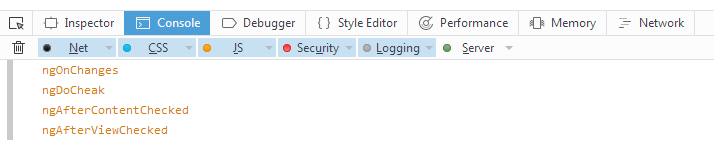 Inspector Console Debugger Style Editor Performance Memory Network
Net CSS JS Security Logging Server
ngOnChanges
ngDoCheak
ngAfterContentChecked
ngAfterViewChecked